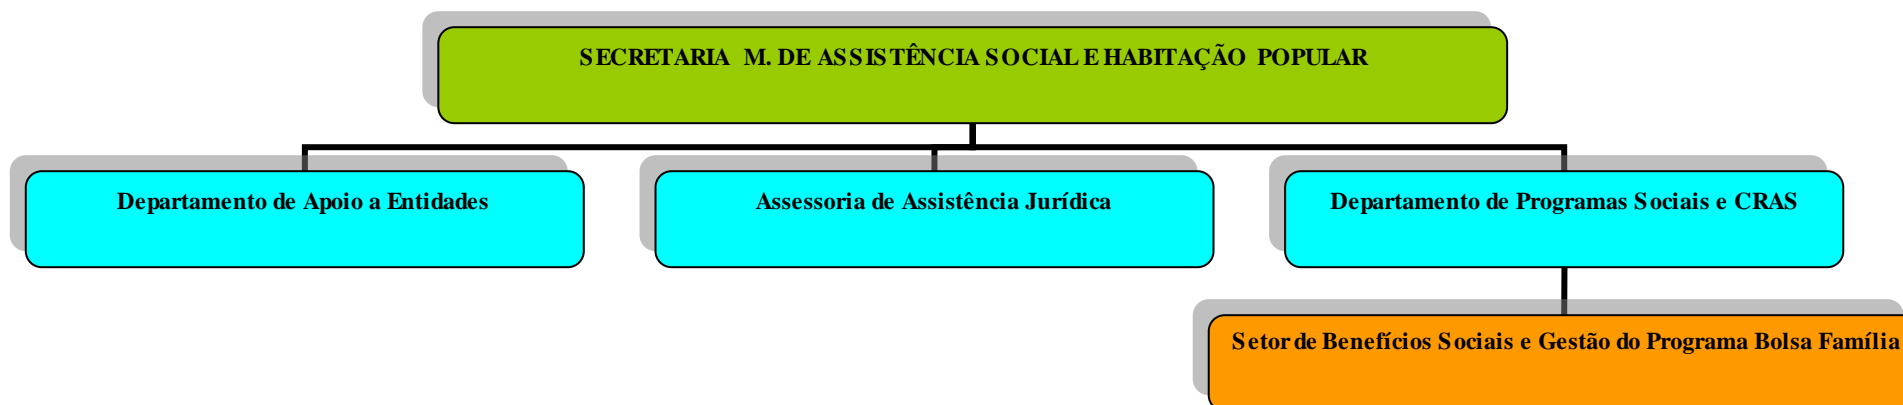 SECRETARIA M. DE ASSISTÊNCIA SOCIAL E HABITAÇÃO POPULAR
Departamento de Apoio a Entidades
Assessoria de Assistência Jurídica
Departamento de Programas Sociais e CRAS
Setor de Benefícios Sociais e Gestão do Programa Bolsa Família